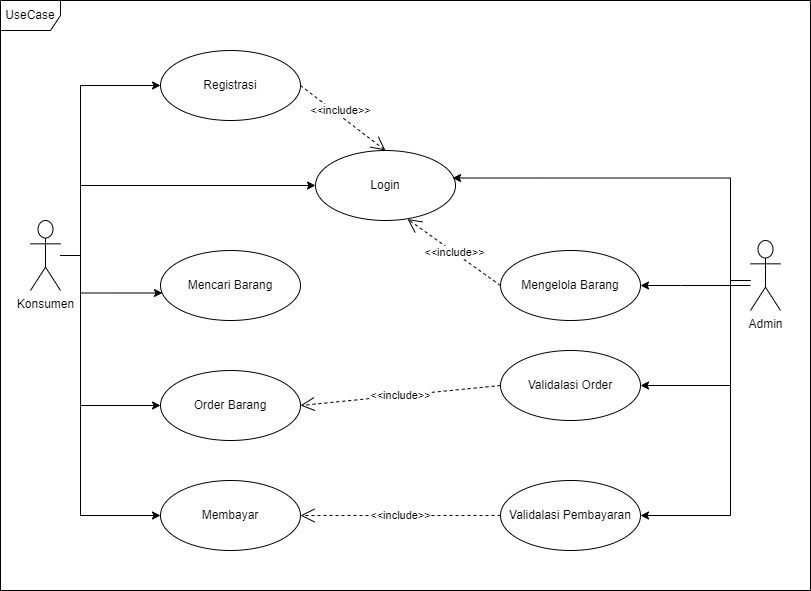 UseCase
Registrasi
<<include>>
Login
<<include>>
Mencari Barang
Mengelola Barang
Konsumen
Admin
Order Barang
<<include>>
Validalasi Order
Membayar
<<include>>
Validalasi Pembayaran